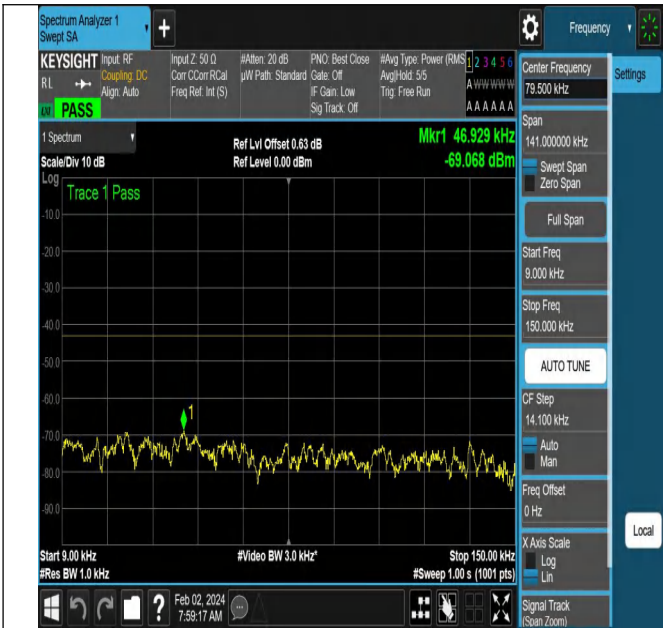 Spectrum Analyzer 1
Swept SA
+
Frequency
KEYSIGHT
RL
LXI
PASS
Input: RF
Coupling: DC
Align: Auto
Input Z: 50 Ω
Corr CCorr RCal
Freq Ref: Int (S)
#Atten: 20 dB
µW Path: Standard
PNO: Best Close
Gate: Off
IF Gain: Low
Sig Track: Off
#Avg Type: Power (RMS
Avg|Hold: 5/5
Trig: Free Run
1 2 3 4 5 6
A W W W W W
A A A A A A
1 Spectrum
Scale/Div 10 dB
Ref Lvl Offset 0.63 dB
Ref Level 0.00 dBm
Mkr1 46.929 kHz
-69.068 dBm
Log
Trace 1 Pass
-10.0
-20.0
-30.0
-40.0
-50.0
-60.0
-70.0
-80.0
-90.0
1
Start 9.00 kHz
#Res BW 1.0 kHz
#Video BW 3.0 kHz*
Stop 150.00 kHz
#Sweep 1.00 s (1001 pts)
?
Feb 02, 2024
7:59:17 AM
Center Frequency
79.500 kHz
Settings
Span
141.000000 kHz
Swept Span
Zero Span
Full Span
Start Freq
9.000 kHz
Stop Freq
150.000 kHz
AUTO TUNE
CF Step
14.100 kHz
Auto
Man
Freq Offset
0 Hz
X Axis Scale
Log
Lin
Local
Signal Track
(Span Zoom)